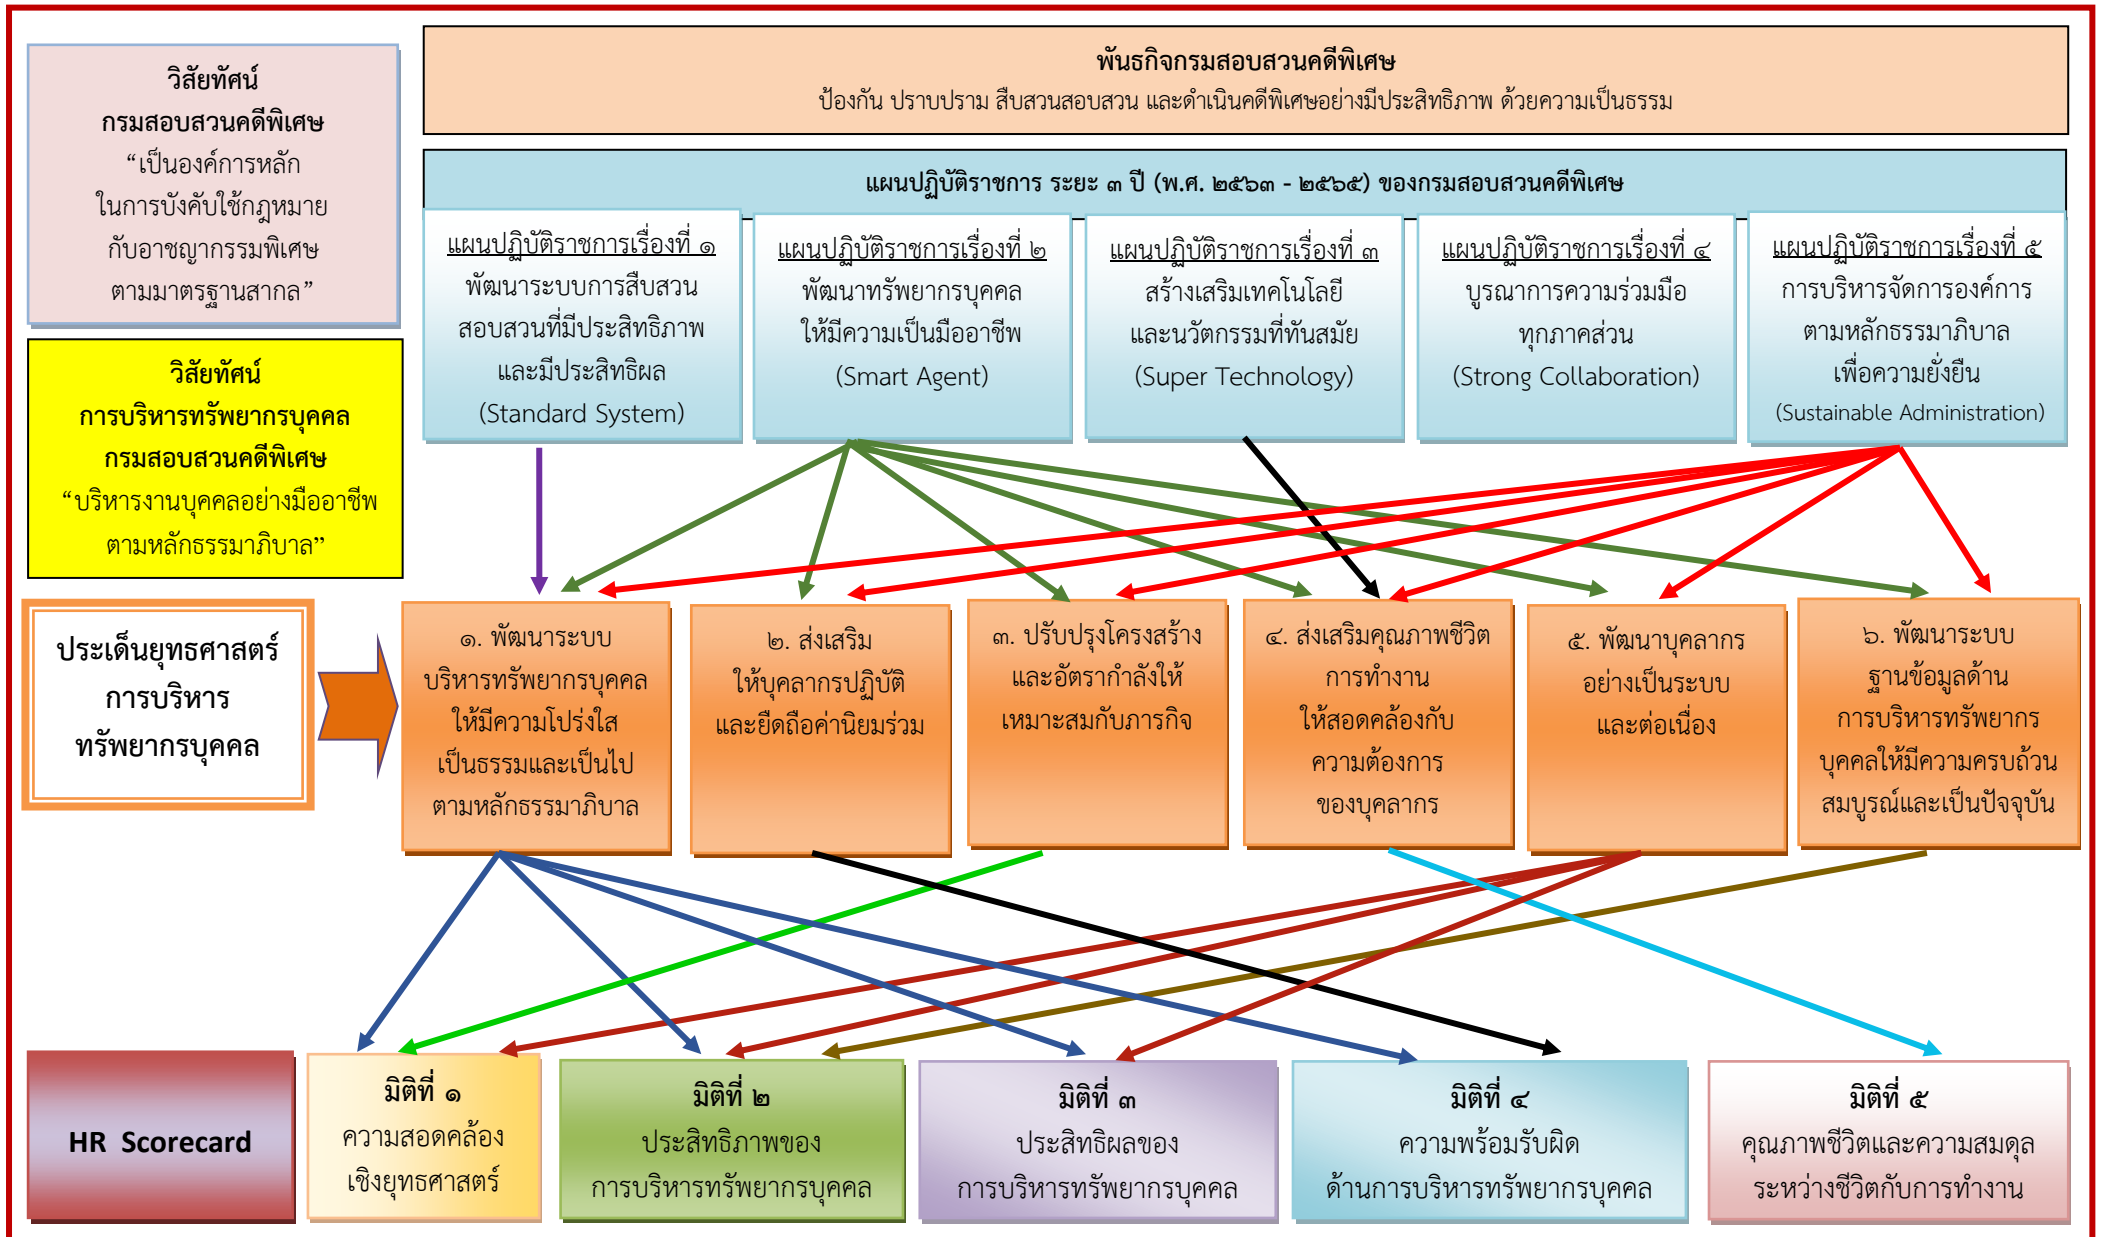 วิสัยทัศน์
กรมสอบสวนคดีพิเศษ
“เป็นองค์การหลัก
ในการบังคับใช้กฎหมาย
กับอาชญากรรมพิเศษ
ตามมาตรฐานสากล”
พันธกิจกรมสอบสวนคดีพิเศษ
ป้องกัน ปราบปราม สืบสวนสอบสวน และดำเนินคดีพิเศษอย่างมีประสิทธิภาพ ด้วยความเป็นธรรม
แผนปฏิบัติราชการ ระยะ ๓ ปี (พ.ศ. ๒๕๖๓ - ๒๕๖๕) ของกรมสอบสวนคดีพิเศษ
แผนปฏิบัติราชการเรื่องที่ ๑
พัฒนาระบบการสืบสวน
สอบสวนที่มีประสิทธิภาพ
และมีประสิทธิผล
(Standard System)
แผนปฏิบัติราชการเรื่องที่ ๒
พัฒนาทรัพยากรบุคคล
ให้มีความเป็นมืออาชีพ
(Smart Agent)
แผนปฏิบัติราชการเรื่องที่ ๓
สร้างเสริมเทคโนโลยี
และนวัตกรรมที่ทันสมัย
(Super Technology)
แผนปฏิบัติราชการเรื่องที่ ๔
บูรณาการความร่วมมือ
ทุกภาคส่วน
(Strong Collaboration)
แผนปฏิบัติราชการเรื่องที่ ๕
การบริหารจัดการองค์การ
ตามหลักธรรมาภิบาล
เพื่อความยั่งยืน
(Sustainable Administration)
วิสัยทัศน์
การบริหารทรัพยากรบุคคล
กรมสอบสวนคดีพิเศษ
“บริหารงานบุคคลอย่างมืออาชีพ
ตามหลักธรรมาภิบาล”
ประเด็นยุทธศาสตร์
การบริหาร
ทรัพยากรบุคคล
๑. พัฒนาระบบ
บริหารทรัพยากรบุคคล
ให้มีความโปร่งใส
เป็นธรรมและเป็นไป
ตามหลักธรรมาภิบาล
๒. ส่งเสริม
ให้บุคลากรปฏิบัติ
และยึดถือค่านิยมร่วม
๓. ปรับปรุงโครงสร้าง
และอัตรากำลังให้
เหมาะสมกับภารกิจ
๔. ส่งเสริมคุณภาพชีวิต
การทำงาน
ให้สอดคล้องกับ
ความต้องการ
ของบุคลากร
๕. พัฒนาบุคลากร
อย่างเป็นระบบ
และต่อเนื่อง
๖. พัฒนาระบบ
ฐานข้อมูลด้าน
การบริหารทรัพยากร
บุคคลให้มีความครบถ้วน
สมบูรณ์และเป็นปัจจุบัน
HR Scorecard
มิติที่ ๑
ความสอดคล้อง
เชิงยุทธศาสตร์
มิติที่ ๒
ประสิทธิภาพของ
การบริหารทรัพยากรบุคคล
มิติที่ ๓
ประสิทธิผลของ
การบริหารทรัพยากรบุคคล
มิติที่ ๔
ความพร้อมรับผิด
ด้านการบริหารทรัพยากรบุคคล
มิติที่ ๕
คุณภาพชีวิตและความสมดุล
ระหว่างชีวิตกับการทำงาน